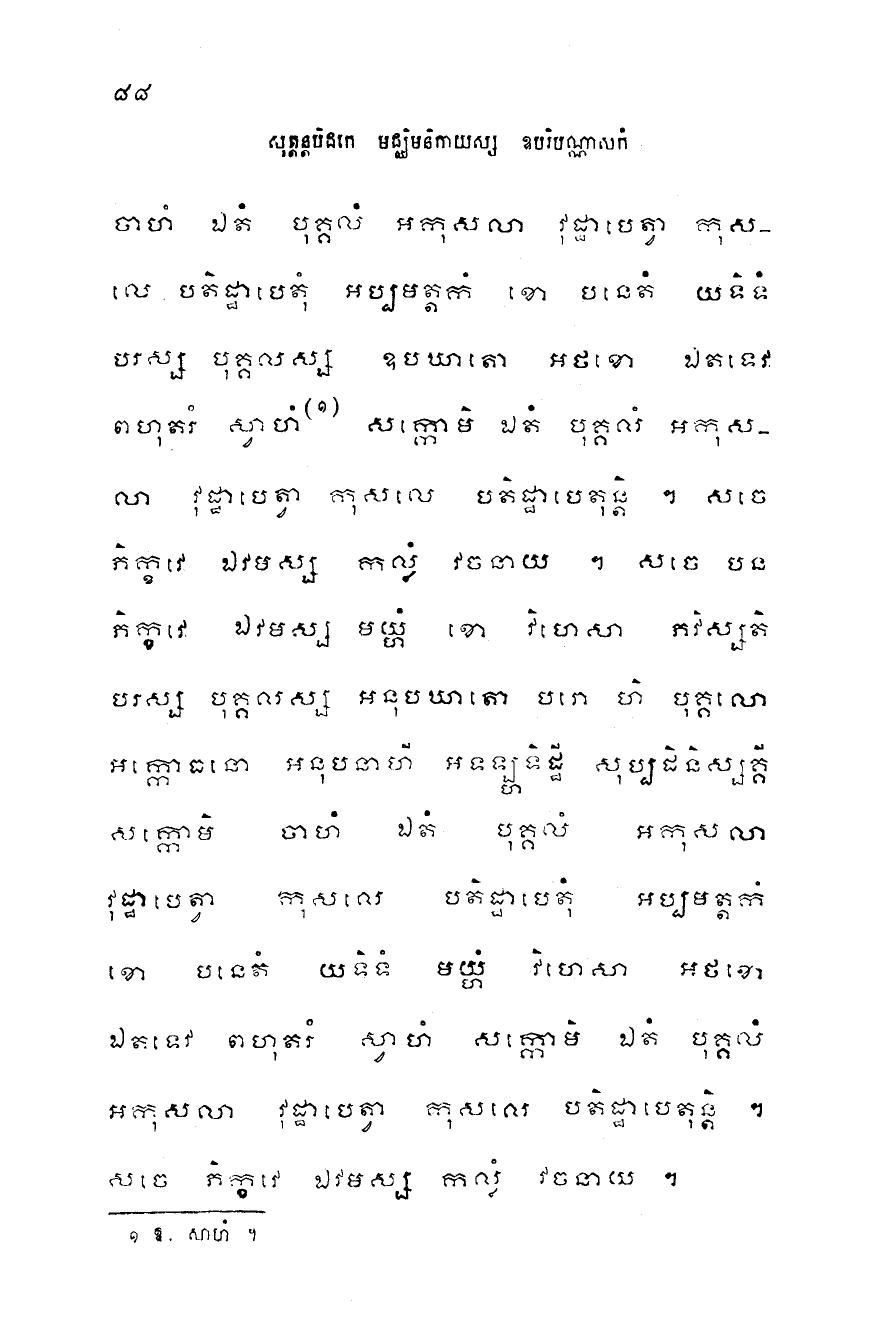 ៨៨
សុត្តន្តបិដកេ មជ្ឈិមនិកាយស្ស ឧបរិបណ្ណាសកំ
ចាហំ ឯតំ បុគ្គលំ អកុសលា វុដ្ឋាបេត្វា កុស-
លេ បតិដ្ឋាបេតុំ អប្បមត្តកំ ខោ បនេតំ យទិទំ
បរស្ស បុគ្គលស្ស ឧបឃាតោ អថខោ ឯតទេវ
ពហុតរំ ស្វាហំ(១) សក្កោមិ ឯតំ បុគ្គលំ អកុស-
លា វុដ្ឋាបេត្វា កុសលេ បតិដ្ឋាបេតុន្តិ ។ សចេ
ភិក្ខវេ ឯវមស្ស កល្លំ វចនាយ ។ សចេ បន
ភិក្ខវេ ឯវមស្ស មយ្ហំ ខោ វិហេសា ភវិស្សតិ
បរស្ស បុគ្គលស្ស អនុបឃាតោ បរោ ហិ បុគ្គលោ
អក្កោធនោ អនុបនាហី អទឡ្ហទិដ្ឋី សុប្បដិនិស្សគ្គី
សក្កោមិ ចាហំ ឯតំ បុគ្គលំ អកុសលា
វុដ្ឋាបេត្វា កុសលេ បតិដ្ឋាបេតុំ អប្បមត្តកំ
ខោ បនេតំ យទិទំ មយ្ហំ វិហេសា អថខោ
ឯតទេវ ពហុតរំ ស្វាហំ សក្កោមិ ឯតំ បុគ្គលំ
អកុសលា វុដ្ឋាបេត្វា កុសលេ បតិដ្ឋាបេតុន្តិ ។
សចេ ភិក្ខវេ ឯវមស្ស កល្លំ វចនាយ ។
១ ឱ. សាហំ ។